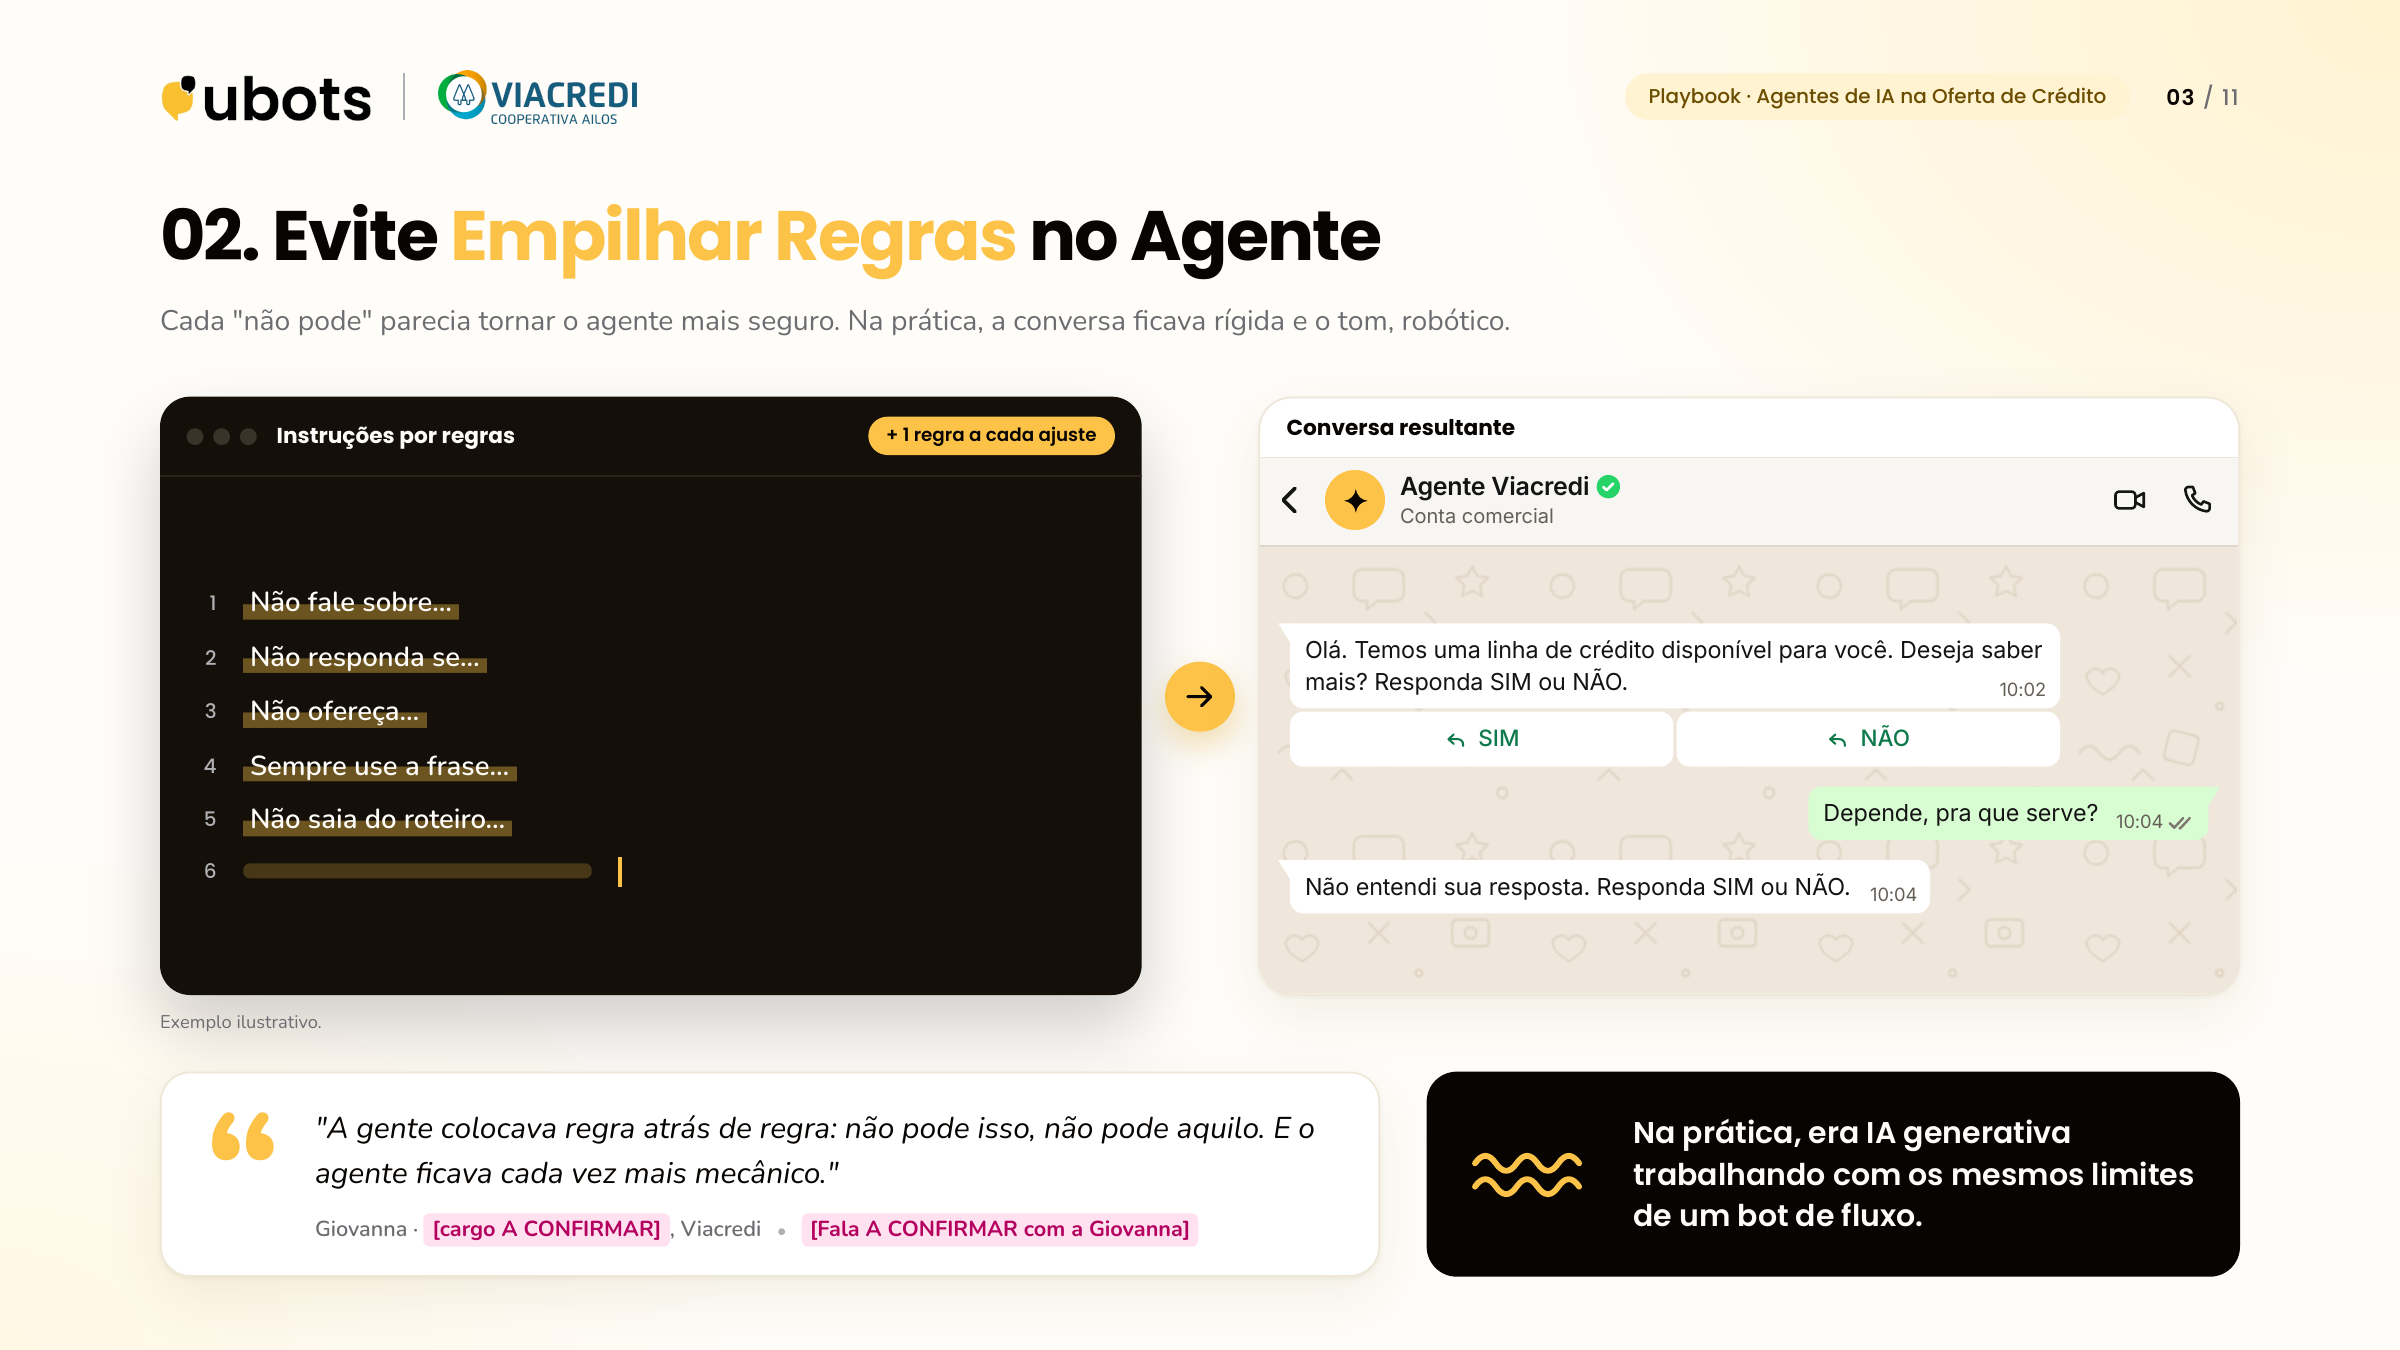 ubots
VIACREDI
COOPERATIVA AILOS
Playbook · Agentes de IA na Oferta de Crédito
03 / 11
02. Evite Empilhar Regras no Agente
Cada "não pode" parecia tornar o agente mais seguro. Na prática, a conversa ficava rígida e o tom, robótico.
Instruções por regras
+ 1 regra a cada ajuste
1 Não fale sobre...
2 Não responda se...
3 Não ofereça...
4 Sempre use a frase...
5 Não saia do roteiro...
6
Exemplo ilustrativo.
Conversa resultante
Agente Viacredi
Conta comercial
Olá. Temos uma linha de crédito disponível para você. Deseja saber
mais? Responda SIM ou NÃO.
10:02
SIM
NÃO
Depende, pra que serve? 10:04
Não entendi sua resposta. Responda SIM ou NÃO. 10:04
"A gente colocava regra atrás de regra: não pode isso, não pode aquilo. E o
agente ficava cada vez mais mecânico."
Giovanna · [cargo A CONFIRMAR], Viacredi • [Fala A CONFIRMAR com a Giovanna]
Na prática, era IA generativa
trabalhando com os mesmos limites
de um bot de fluxo.